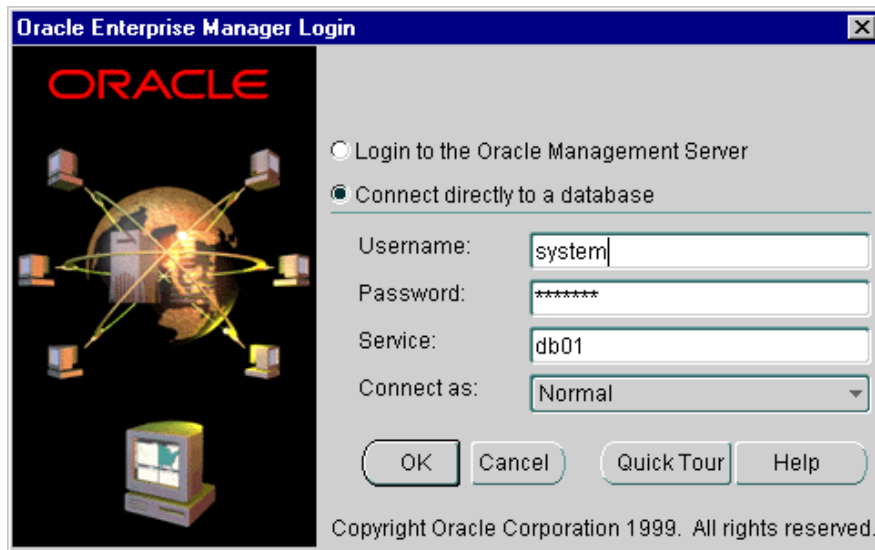 Oracle Enterprise Manager Login
ORACLE
Login to the Oracle Management Server
Connect directly to a database
Username: system
Password: *******
Service: db01
Connect as: Normal
OK Cancel Quick Tour Help
Copyright Oracle Corporation 1999. All rights reserved.